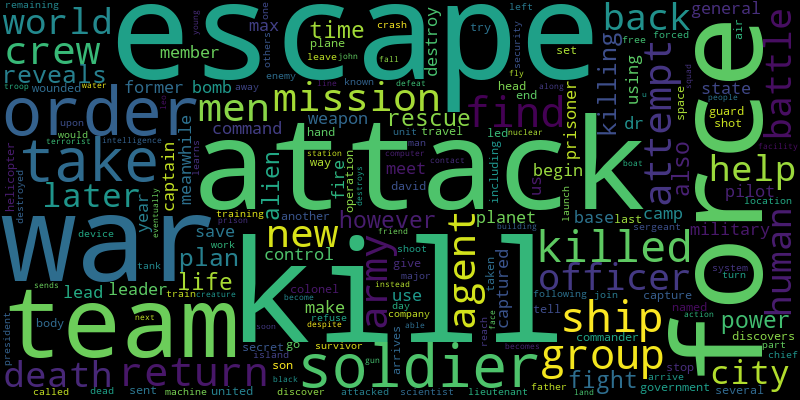 remaining
world
crew
reveals
escape
member
max
one
others
young
crash
time
plane
leave
john
fall
destroy
left
try
security
set
back
general
air
free
forced
battle
wounded
former
bomb
away
enemy
known
defeat
fly
troop
water
order
men
mission
weapon
rescue
find
head
end
killing
using
state
space
people
squad
guard
shot
upon
would
command
hand
unit
travel
led
nuclear
dr
attempt
also
force
terrorist
intelligence
take
captain
meanwhile
learns
attack
station
way
fire
operation
destroys
computer
man
contact
meet
david
including
begin
prisoner
us
boat
helicopter
destroyed
later
year
eventually
alien
help
facility
pilot
location
training
another
however
planet
launch
base
last
camp
sergeant
military
human
war
device
save
work
prison
new
friend
building
killed
plan
control
army
shoot
agent
captured
officer
system
turn
tank
life
give
major
instead
taken
sends
lead
leader
train
creature
become
kill
colonel
make
refuse
use
day
company
following
join
capture
named
action
power
team
next
soon
despite
able
reach
face
tell
ship
commander
discovers
part
president
body
secret
go
island
survivor
arrives
becomes
group
chief
death
return
son
soldier
gun
fight
stop
arrive
city
government
several
called
dead
sent
machine
united
black
discover
attacked
scientist
lieutenant
father
land